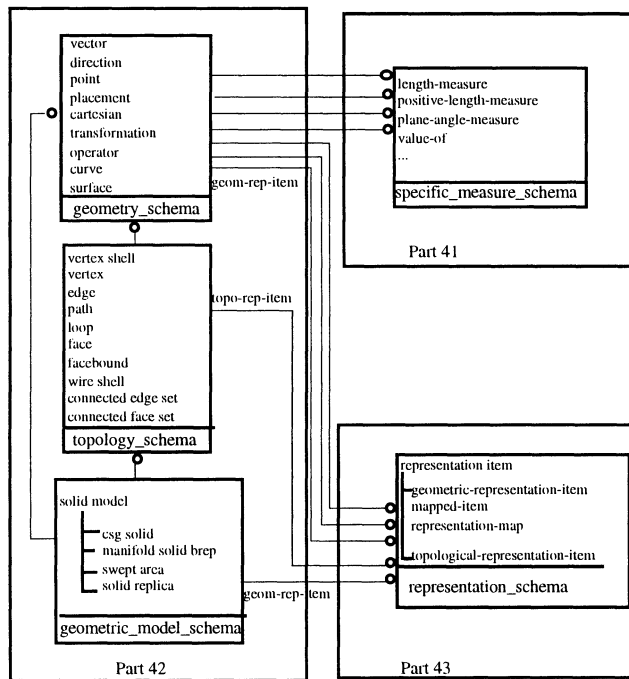 vector
direction
point
placement
cartesian
transformation
operator
curve
surface
geometry_schema
geom-rep-item
vertex shell
vertex
edge
path
loop
face
facebound
wire shell
connected edge set
connected face set
topology_schema
topo-rep-item
solid model
csg solid
manifold solid brep
swept area
solid replica
geometric_model_schema
geom-rep-item
Part 42
length-measure
positive-length-measure
plane-angle-measure
value-of
...
specific_measure_schema
Part 41
representation item
geometric-representation-item
mapped-item
representation-map
topological-representation-item
representation_schema
Part 43